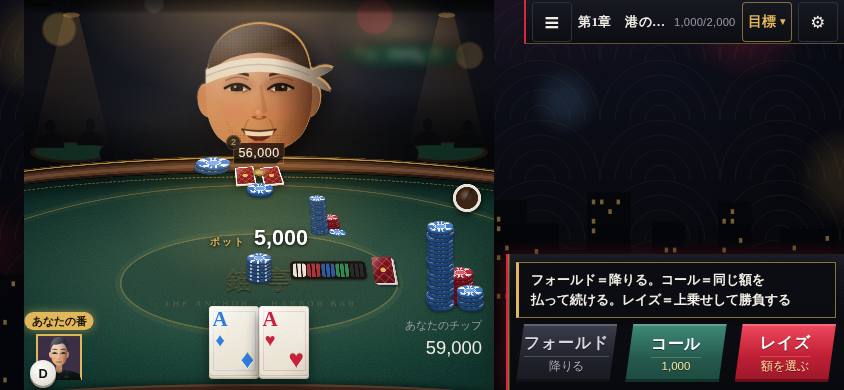 ☰ 第1章 港の… 1,000/2,000 目標 ▾
2
56,000
ポット 5,000
THE ANCHOR HARBOR BAR
A A
あなたの番
D
あなたのチップ
59,000
フォールド＝降りる。コール＝同じ額を
払って続ける。レイズ＝上乗せして勝負する
フォールド コール レイズ
降りる 1,000 額を選ぶ